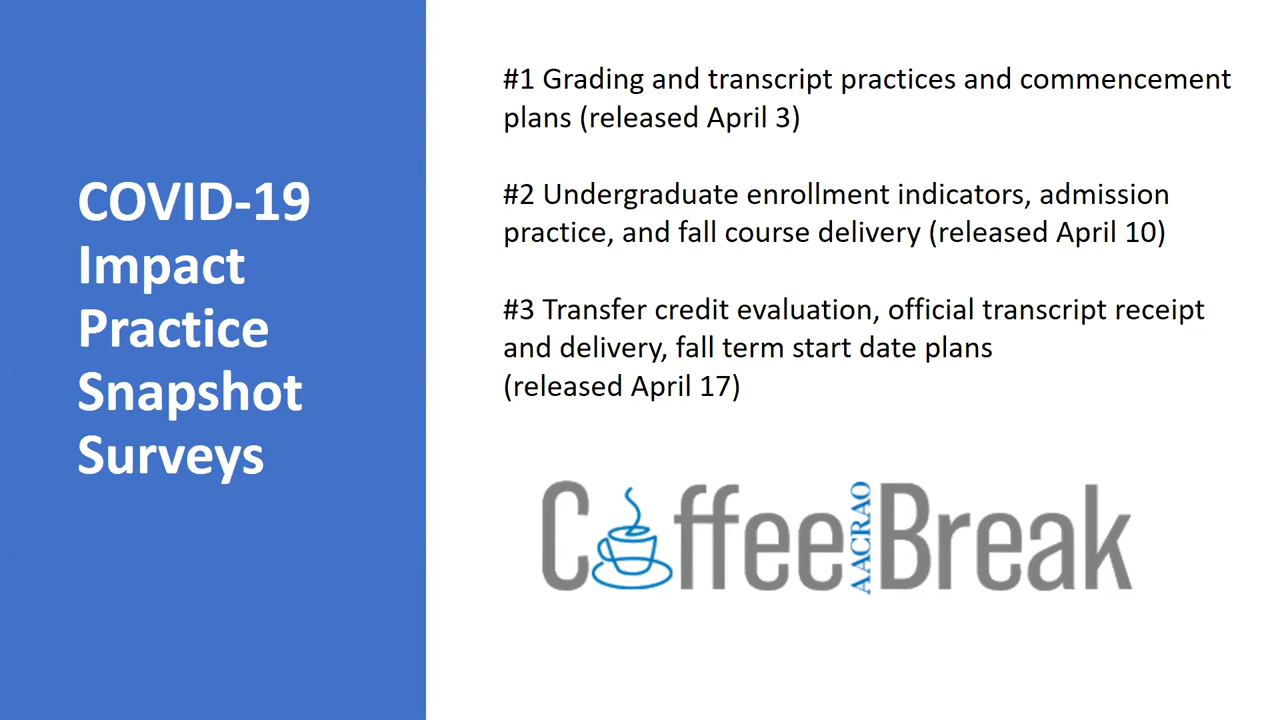 COVID-19
Impact
Practice
Snapshot
Surveys
#1 Grading and transcript practices and commencement
plans (released April 3)
#2 Undergraduate enrollment indicators, admission
practice, and fall course delivery (released April 10)
#3 Transfer credit evaluation, official transcript receipt
and delivery, fall term start date plans
(released April 17)
Coffee AACRAO Break